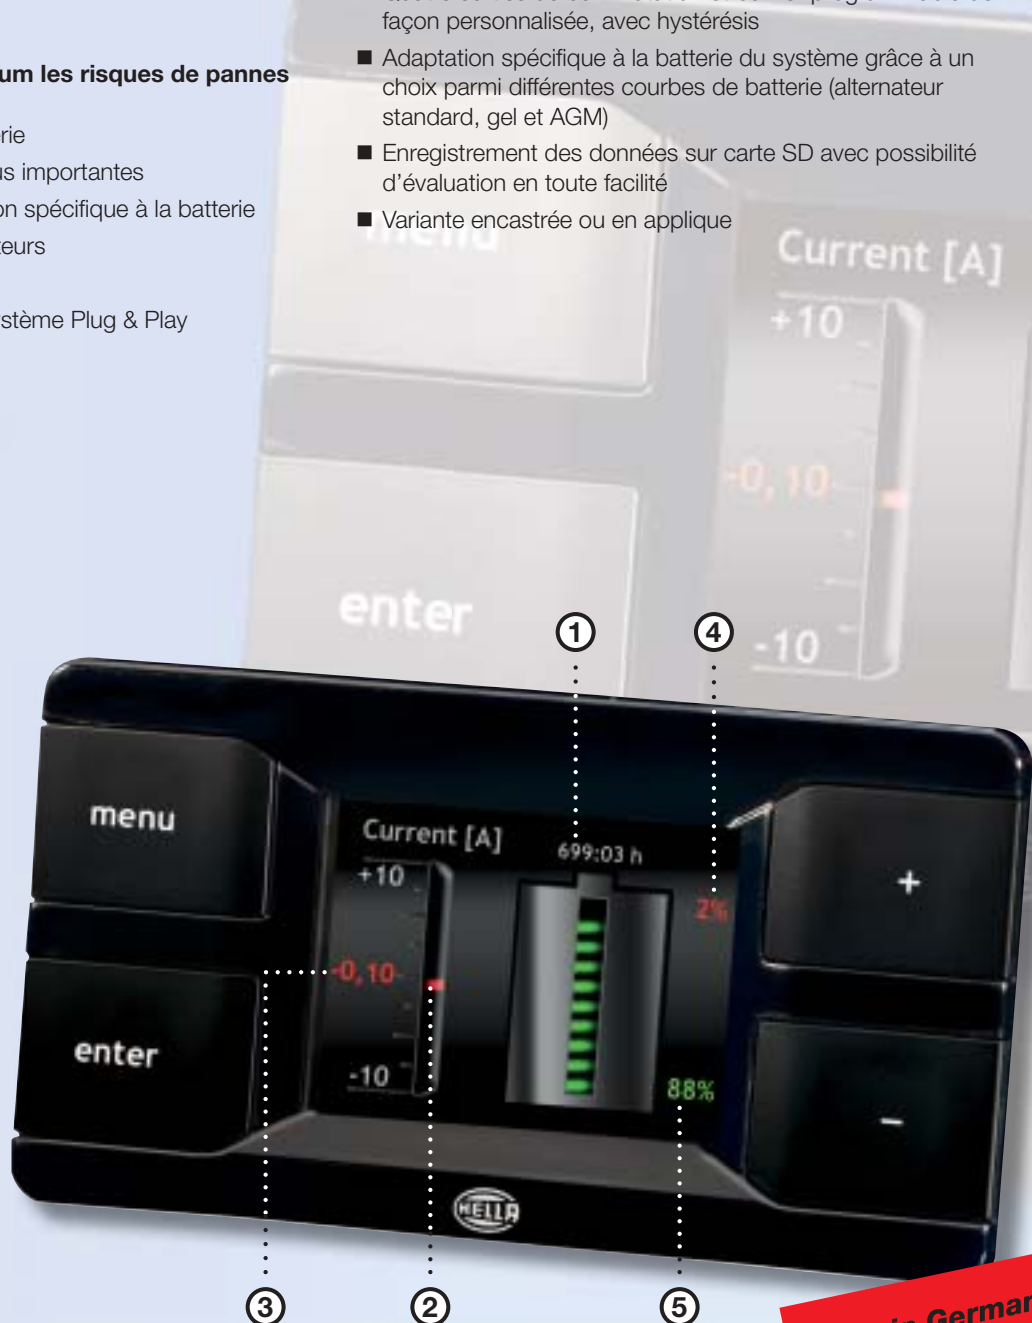 um les risques de pannes
rie
us importantes
on spécifique à la batterie
teurs
stème Plug & Play
façon personnalisée, avec hystérésis
■ Adaptation spécifique à la batterie du système grâce à un
choix parmi différentes courbes de batterie (alternateur
standard, gel et AGM)
■ Enregistrement des données sur carte SD avec possibilité
d'évaluation en toute facilité
■ Variante encastrée ou en applique
menu
Current [A]
+10
-0,10
enter
-10
1
4
menu
Current [A]
699:03 h
+10
2%
+
-0,10
enter
-10
88%
-
HELLA
3
2
5
German